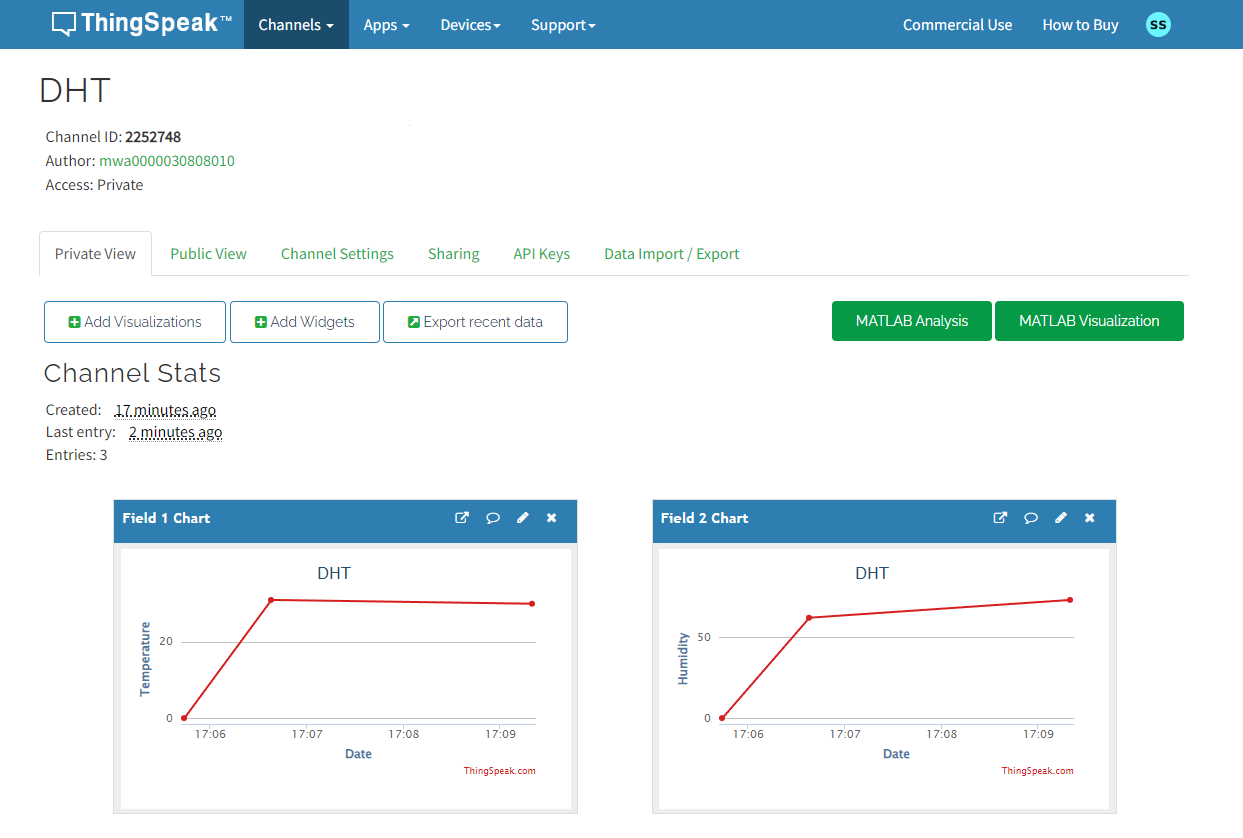 ThingSpeak™ Channels Apps Devices Support Commercial Use How to Buy SS
DHT
Channel ID: 2252748
Author: mwa0000030808010
Access: Private
Private View Public View Channel Settings Sharing API Keys Data Import / Export
Add Visualizations Add Widgets Export recent data MATLAB Analysis MATLAB Visualization
Channel Stats
Created: 17 minutes ago
Last entry: 2 minutes ago
Entries: 3
Field 1 Chart
DHT
Temperature
20
0
17:06 17:07 17:08 17:09
Date
ThingSpeak.com
Field 2 Chart
DHT
Humidity
50
0
17:06 17:07 17:08 17:09
Date
ThingSpeak.com